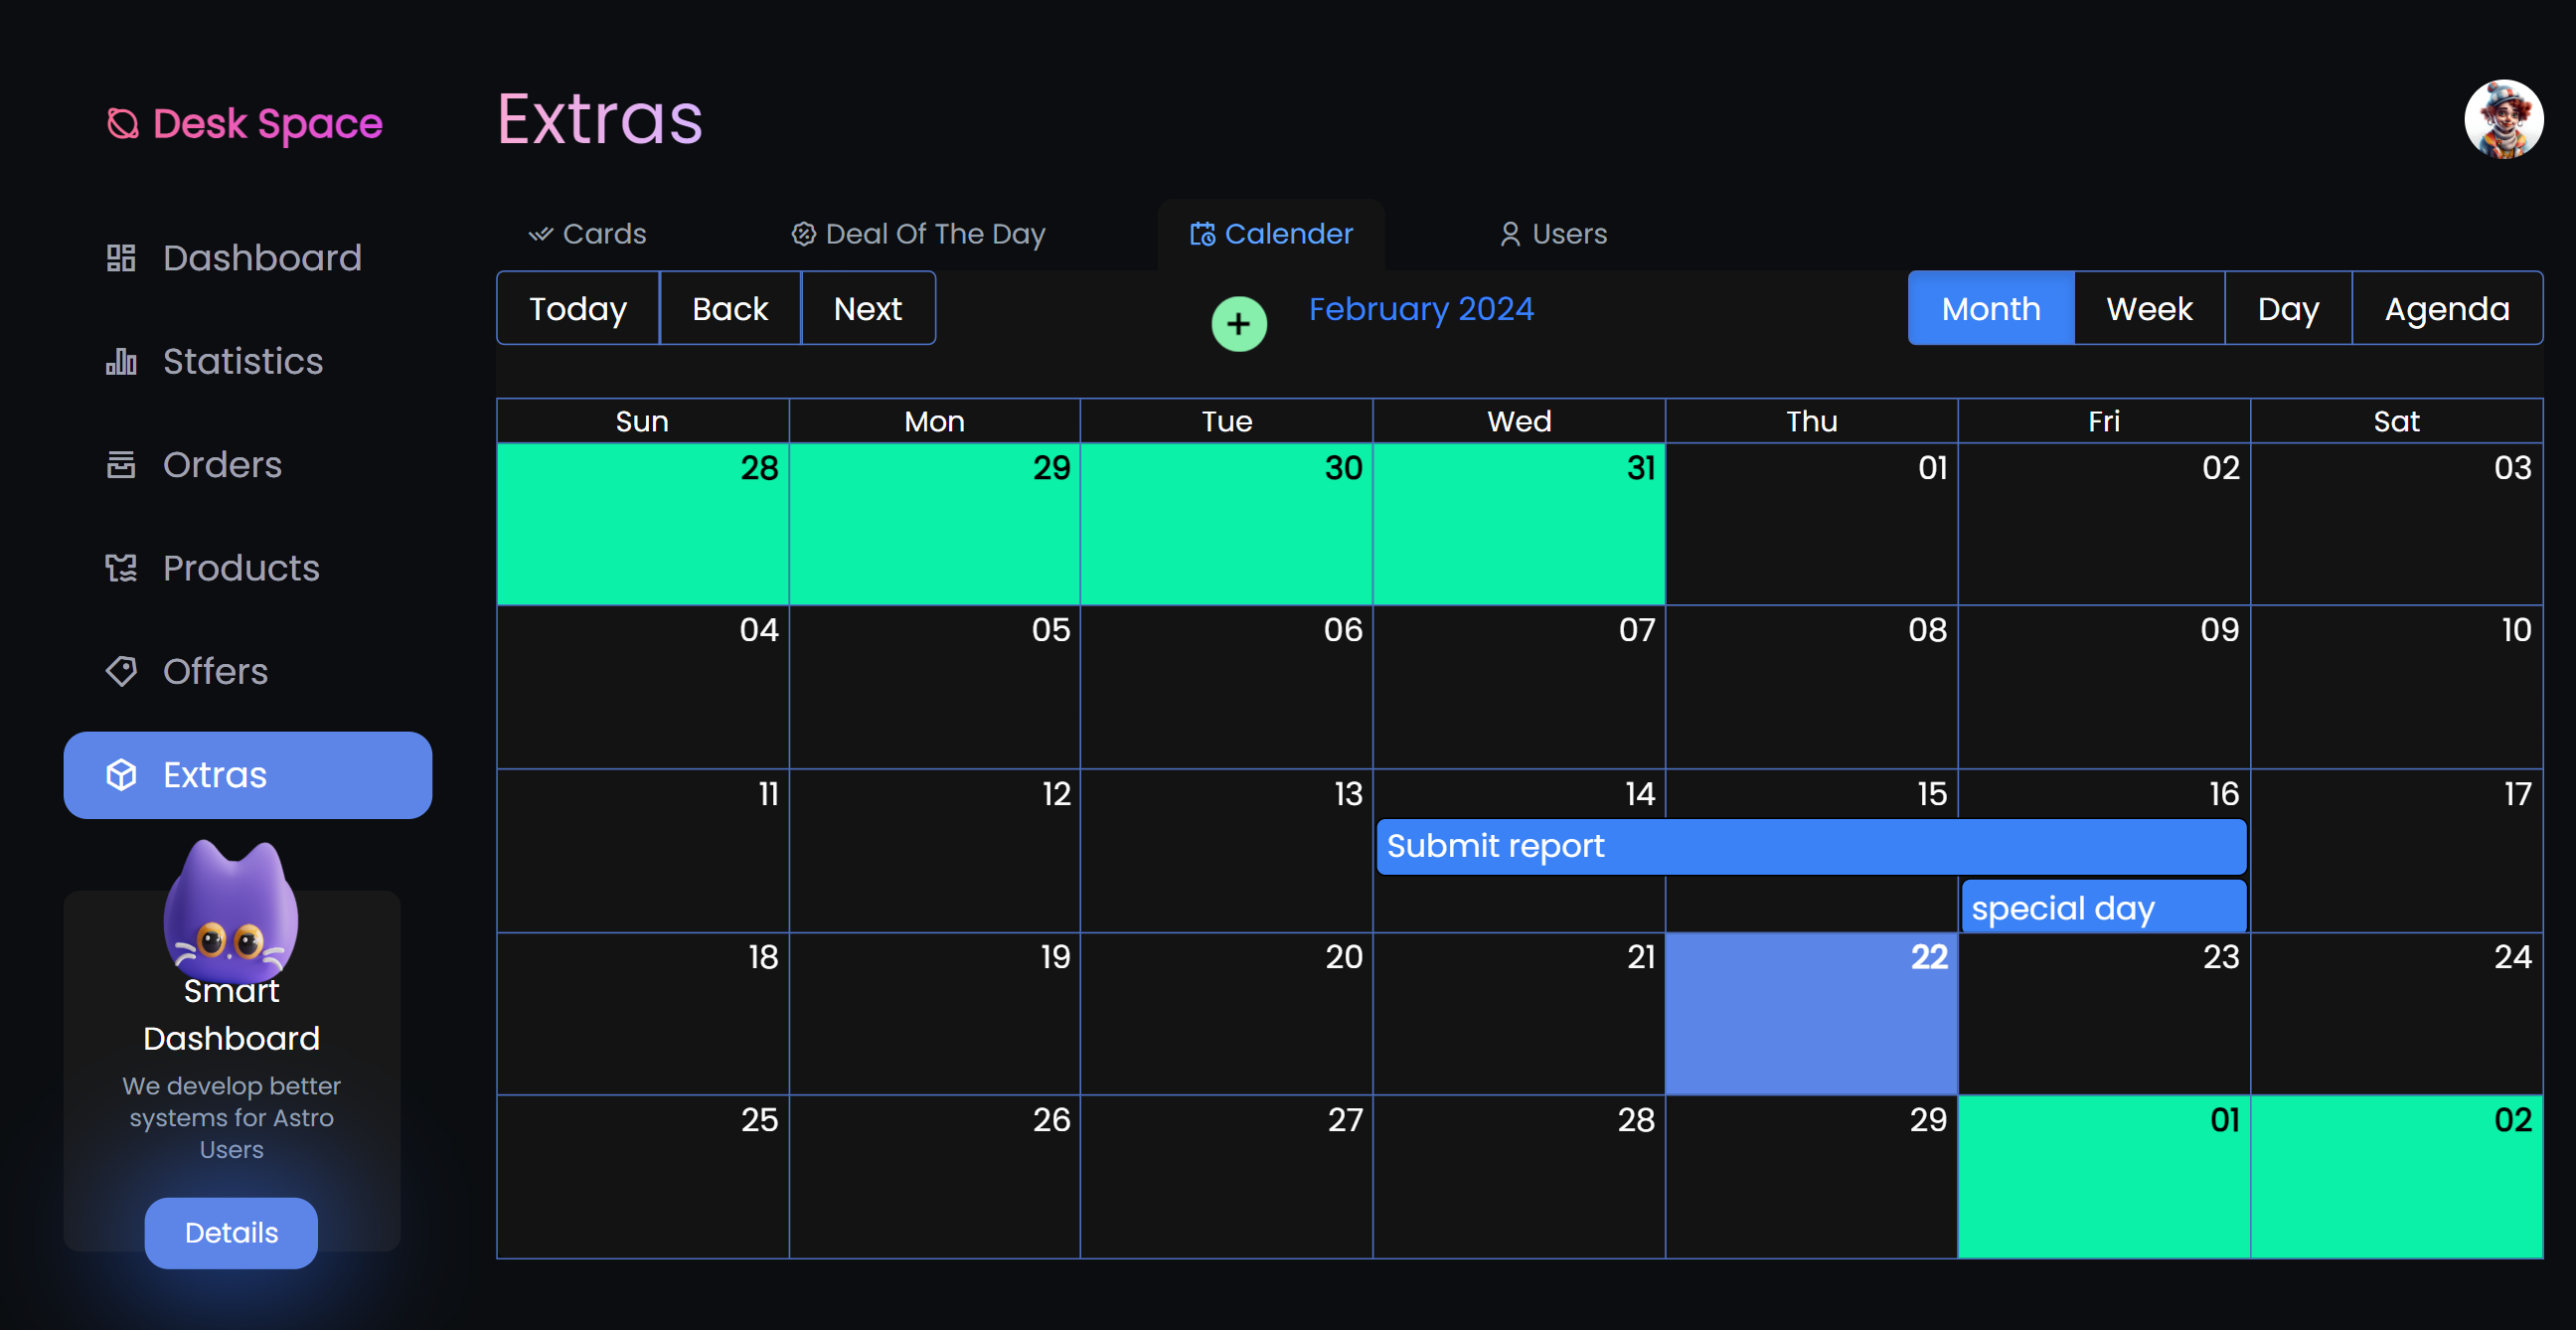 Desk Space
Dashboard
Statistics
Orders
Products
Offers
Extras
Smart
Dashboard
We develop better
systems for Astro
Users
Details
Extras
Cards Deal Of The Day Calender Users
Today Back Next + February 2024 Month Week Day Agenda
Sun Mon Tue Wed Thu Fri Sat
28 29 30 31 01 02 03
04 05 06 07 08 09 10
11 12 13 14 15 16 17
Submit report
special day
18 19 20 21 22 23 24
25 26 27 28 29 01 02